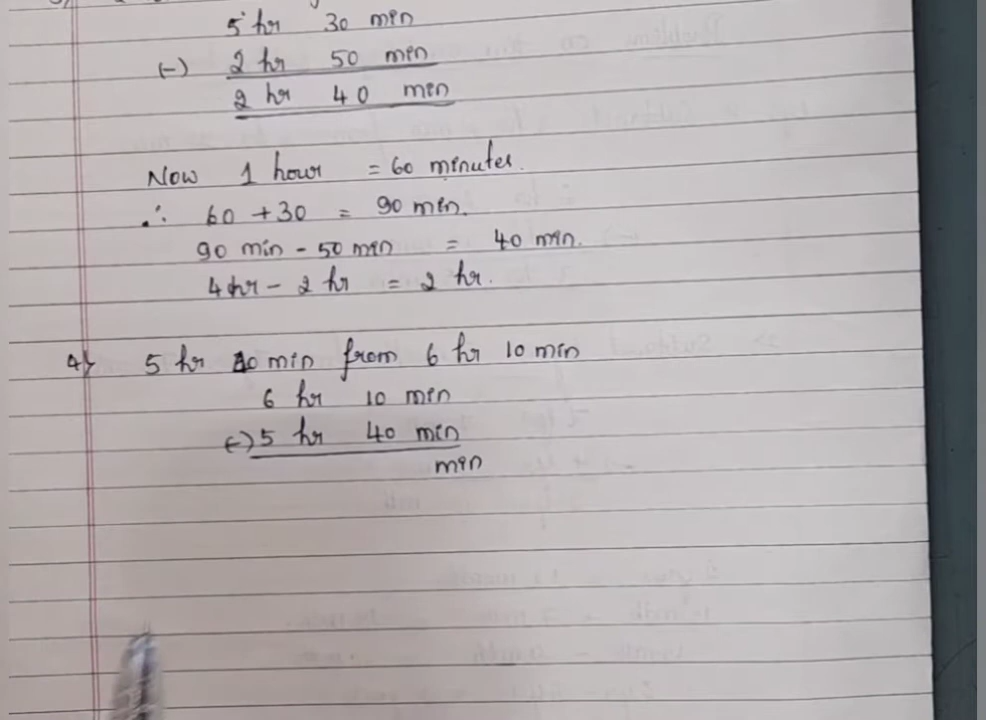 5 hr 30 min
(-) 2 hr 50 min
2 hr 40 min
Now 1 hour = 60 minutes.
∴ 60 + 30 = 90 min.
90 min - 50 min = 40 min.
4 hr - 2 hr = 2 hr.
4) 5 hr 40 min from 6 hr 10 min
6 hr 10 min
(-) 5 hr 40 min
min